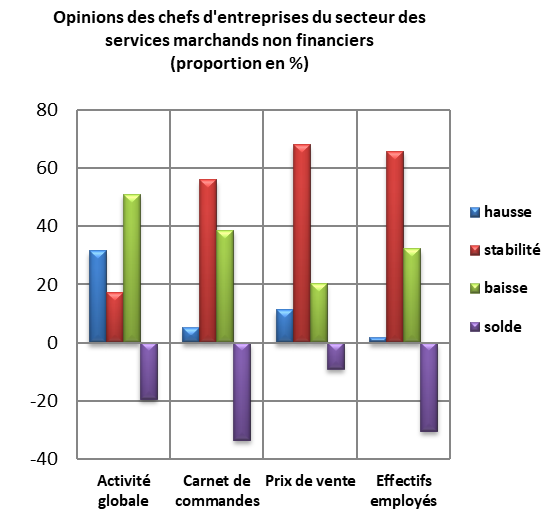 Opinions des chefs d'entreprises du secteur des
services marchands non financiers
(proportion en %)
80
60
40
20
0
-20
-40
hausse
stabilité
baisse
solde
Activité
globale
Carnet de
commandes
Prix de vente
Effectifs
employés